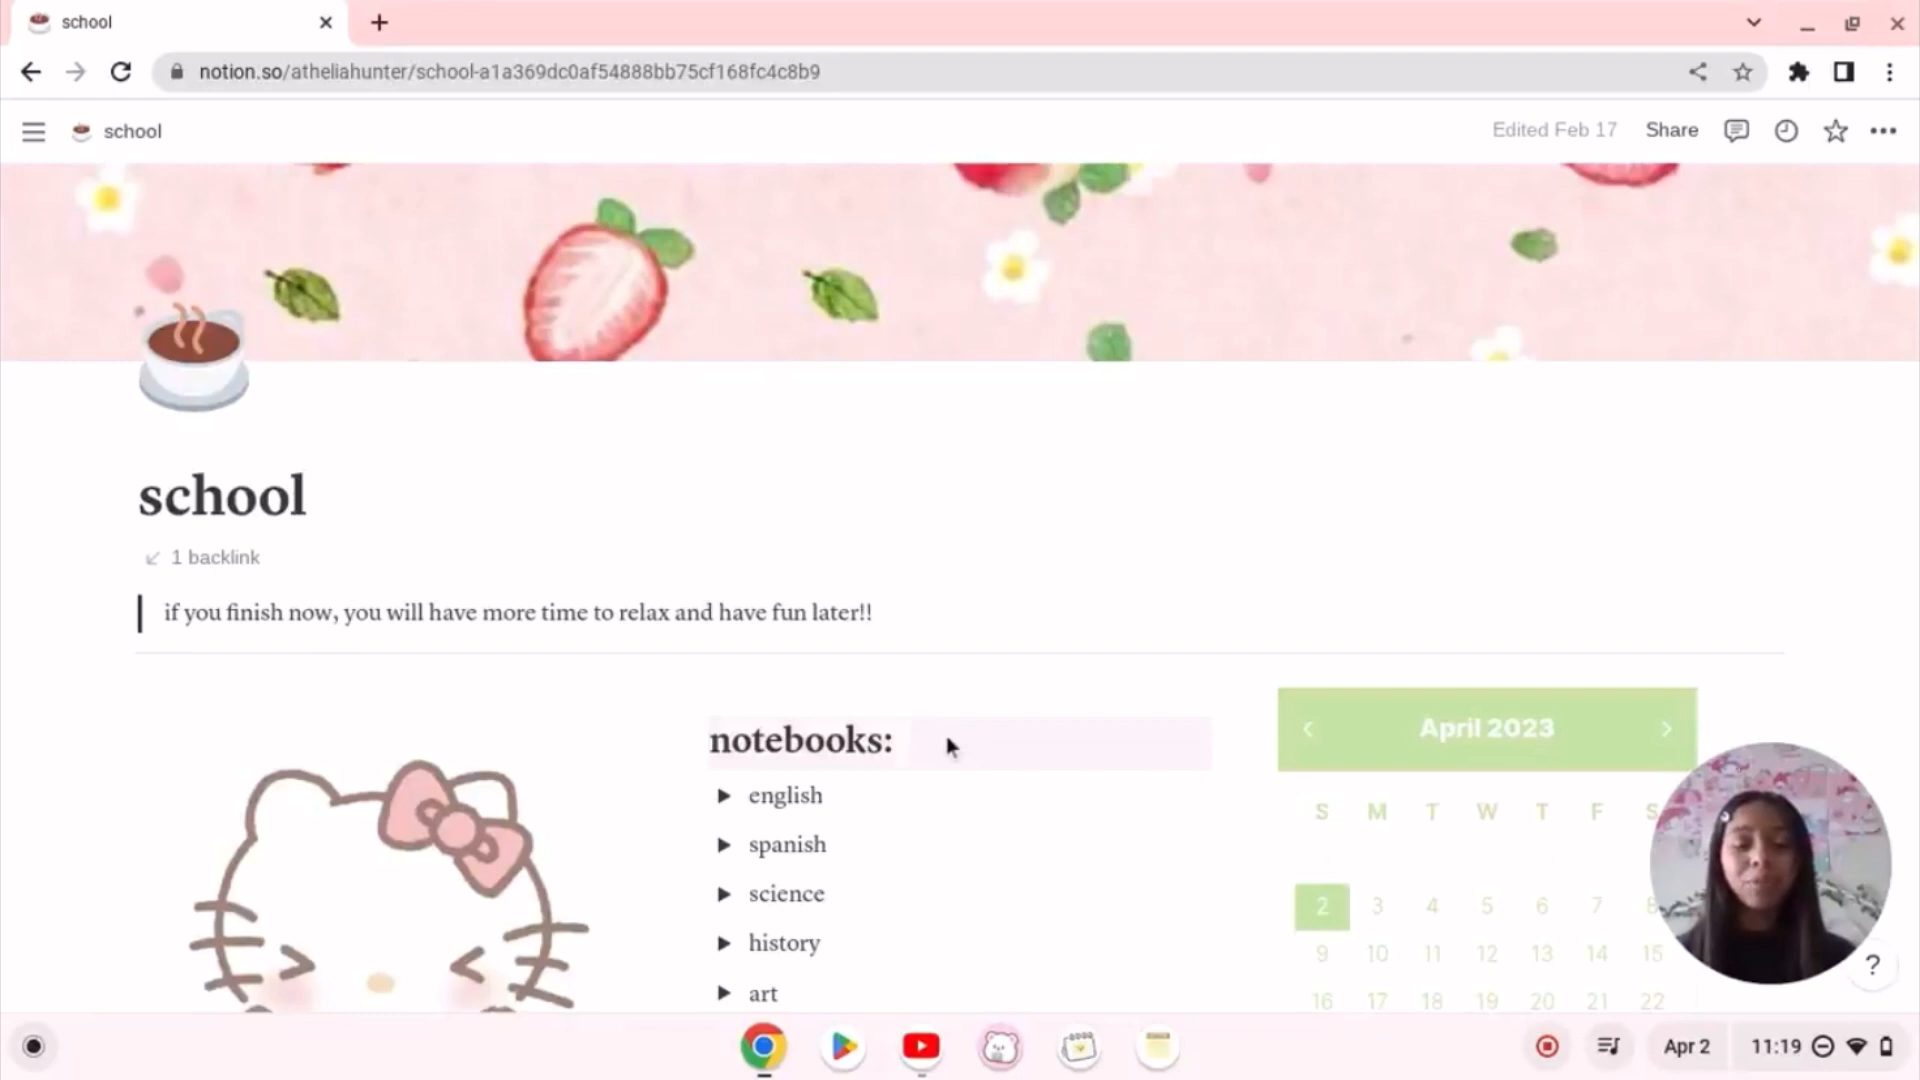 school
notion.so/atheliahunter/school-a1a369dc0af54888bb75cf168fc4c8b9
school
Edited Feb 17 Share
school
1 backlink
if you finish now, you will have more time to relax and have fun later!!
notebooks:
english
spanish
science
history
art
April 2023
S M T W T F S
2 3 4 5 6 7 8
9 10 11 12 13 14 15
16 17 18 19 20 21 22
?
Apr 2 11:19